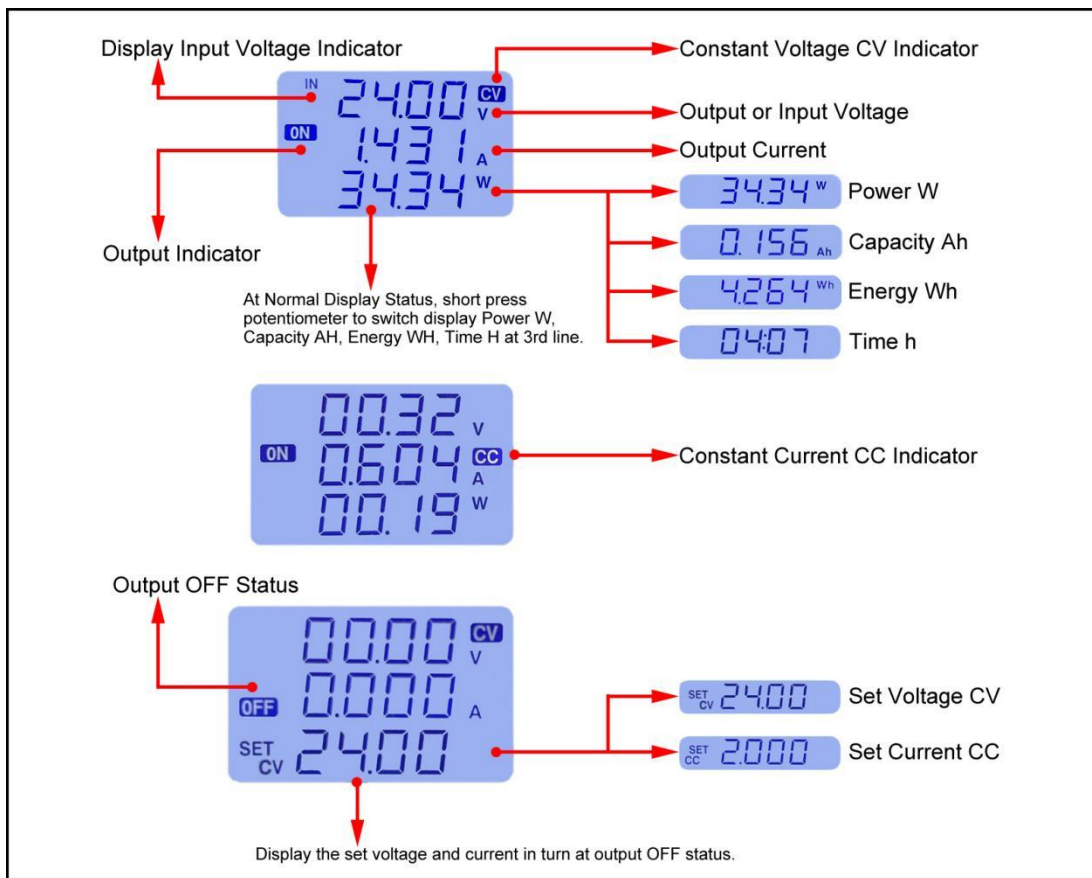 Display Input Voltage Indicator
Constant Voltage CV Indicator
IN 24.00 CV
V
Output or Input Voltage
ON 1.431 A
Output Current
34.34 W
34.34 W Power W
Output Indicator
0.156 Ah Capacity Ah
4.264 Wh Energy Wh
04:07 Time h
At Normal Display Status, short press
potentiometer to switch display Power W,
Capacity AH, Energy WH, Time H at 3rd line.
00.32 V
ON 0.604 CC
A
Constant Current CC Indicator
00.19 W
Output OFF Status
00.00 CV
V
OFF 0.000 A
SET CV 24.00
SET CV 24.00 Set Voltage CV
SET CC 2.000 Set Current CC
Display the set voltage and current in turn at output OFF status.